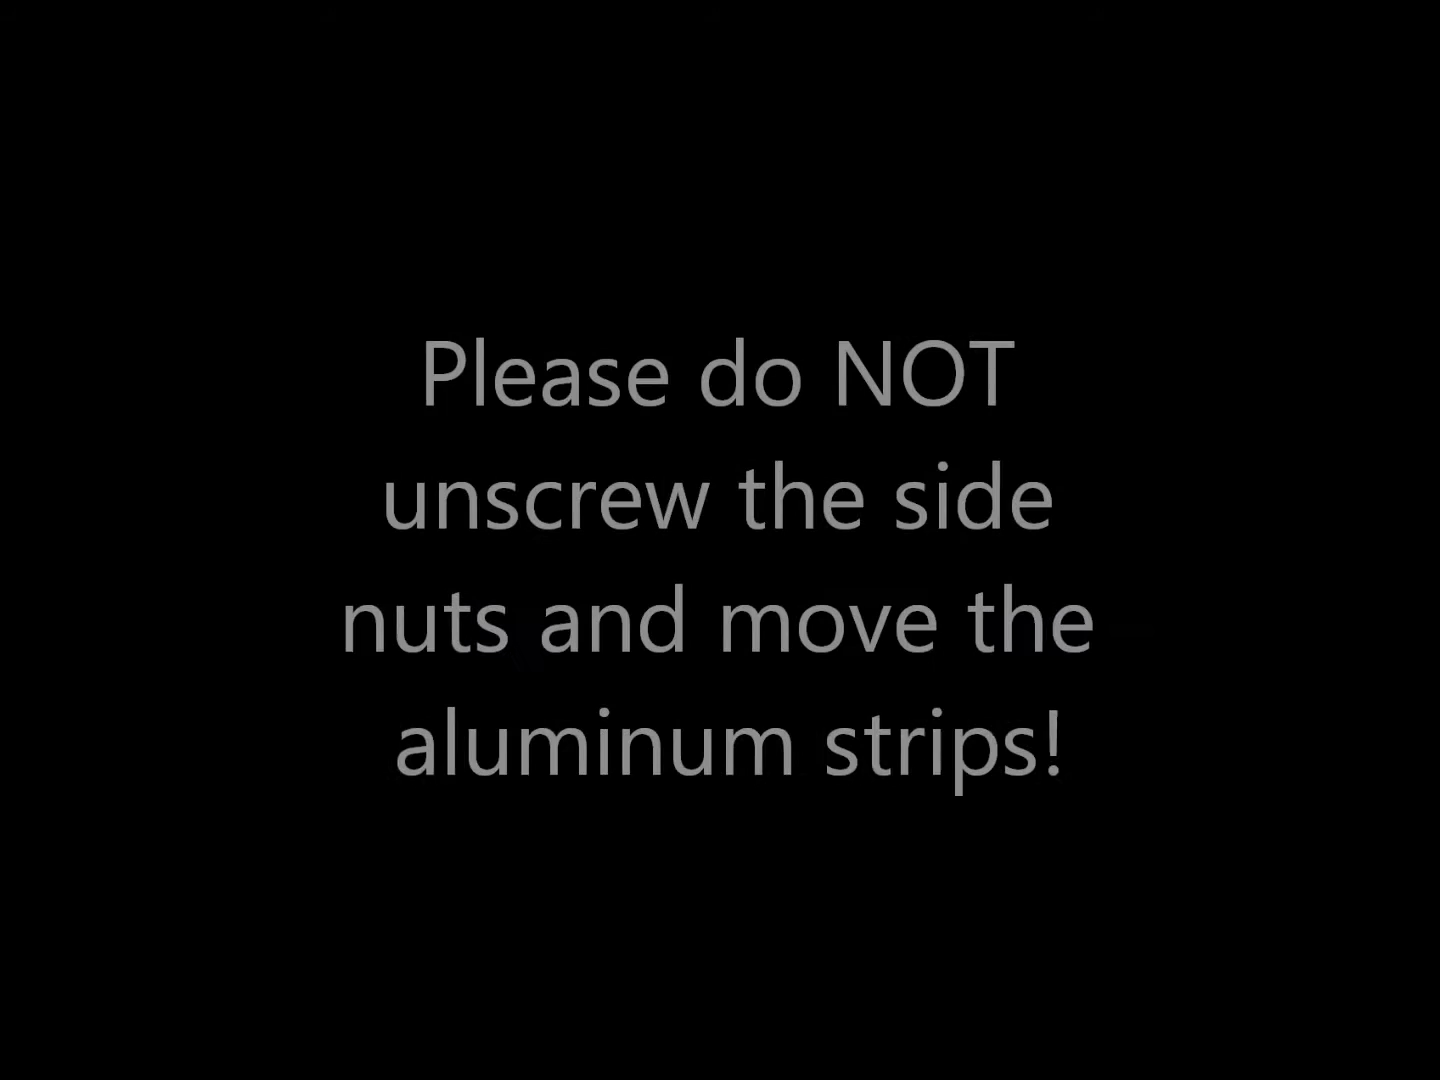 Please do NOT
unscrew the side
nuts and move the
aluminum strips!